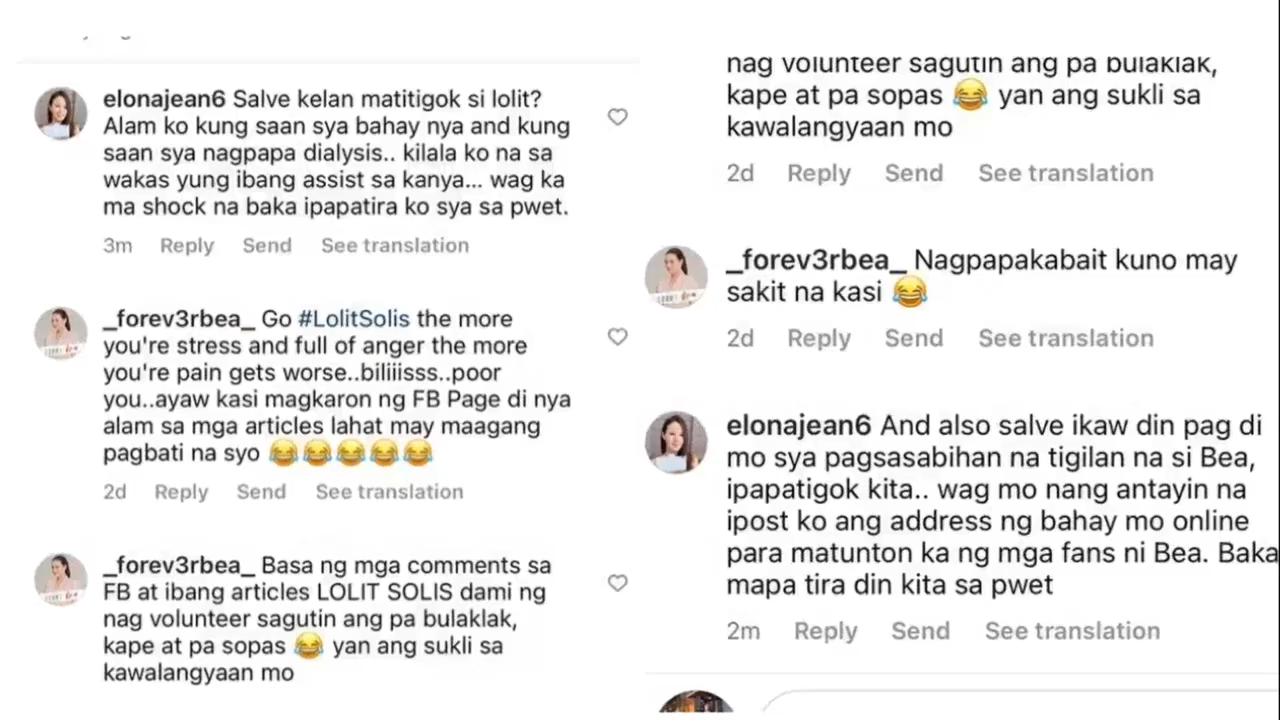 elonajean6 Salve kelan matitigok si lolit?
Alam ko kung saan sya bahay nya and kung
saan sya nagpapa dialysis.. kilala ko na sa
wakas yung ibang assist sa kanya... wag ka
ma shock na baka ipapatira ko sya sa pwet.
3m Reply Send See translation
_forev3rbea_ Go #LolitSolis the more
you're stress and full of anger the more
you're pain gets worse..biliiisss..poor
you..ayaw kasi magkaron ng FB Page di nya
alam sa mga articles lahat may maagang
pagbati na syo 😂😂😂😂😂
2d Reply Send See translation
_forev3rbea_ Basa ng mga comments sa
FB at ibang articles LOLIT SOLIS dami ng
nag volunteer sagutin ang pa bulaklak,
kape at pa sopas 😂 yan ang sukli sa
kawalangyaan mo
nag volunteer sagutin ang pa bulaklak,
kape at pa sopas 😂 yan ang sukli sa
kawalangyaan mo
2d Reply Send See translation
_forev3rbea_ Nagpapakabait kuno may
sakit na kasi 😂
2d Reply Send See translation
elonajean6 And also salve ikaw din pag di
mo sya pagsasabihan na tigilan na si Bea,
ipapatigok kita.. wag mo nang antayin na
ipost ko ang address ng bahay mo online
para matunton ka ng mga fans ni Bea. Baka
mapa tira din kita sa pwet
2m Reply Send See translation